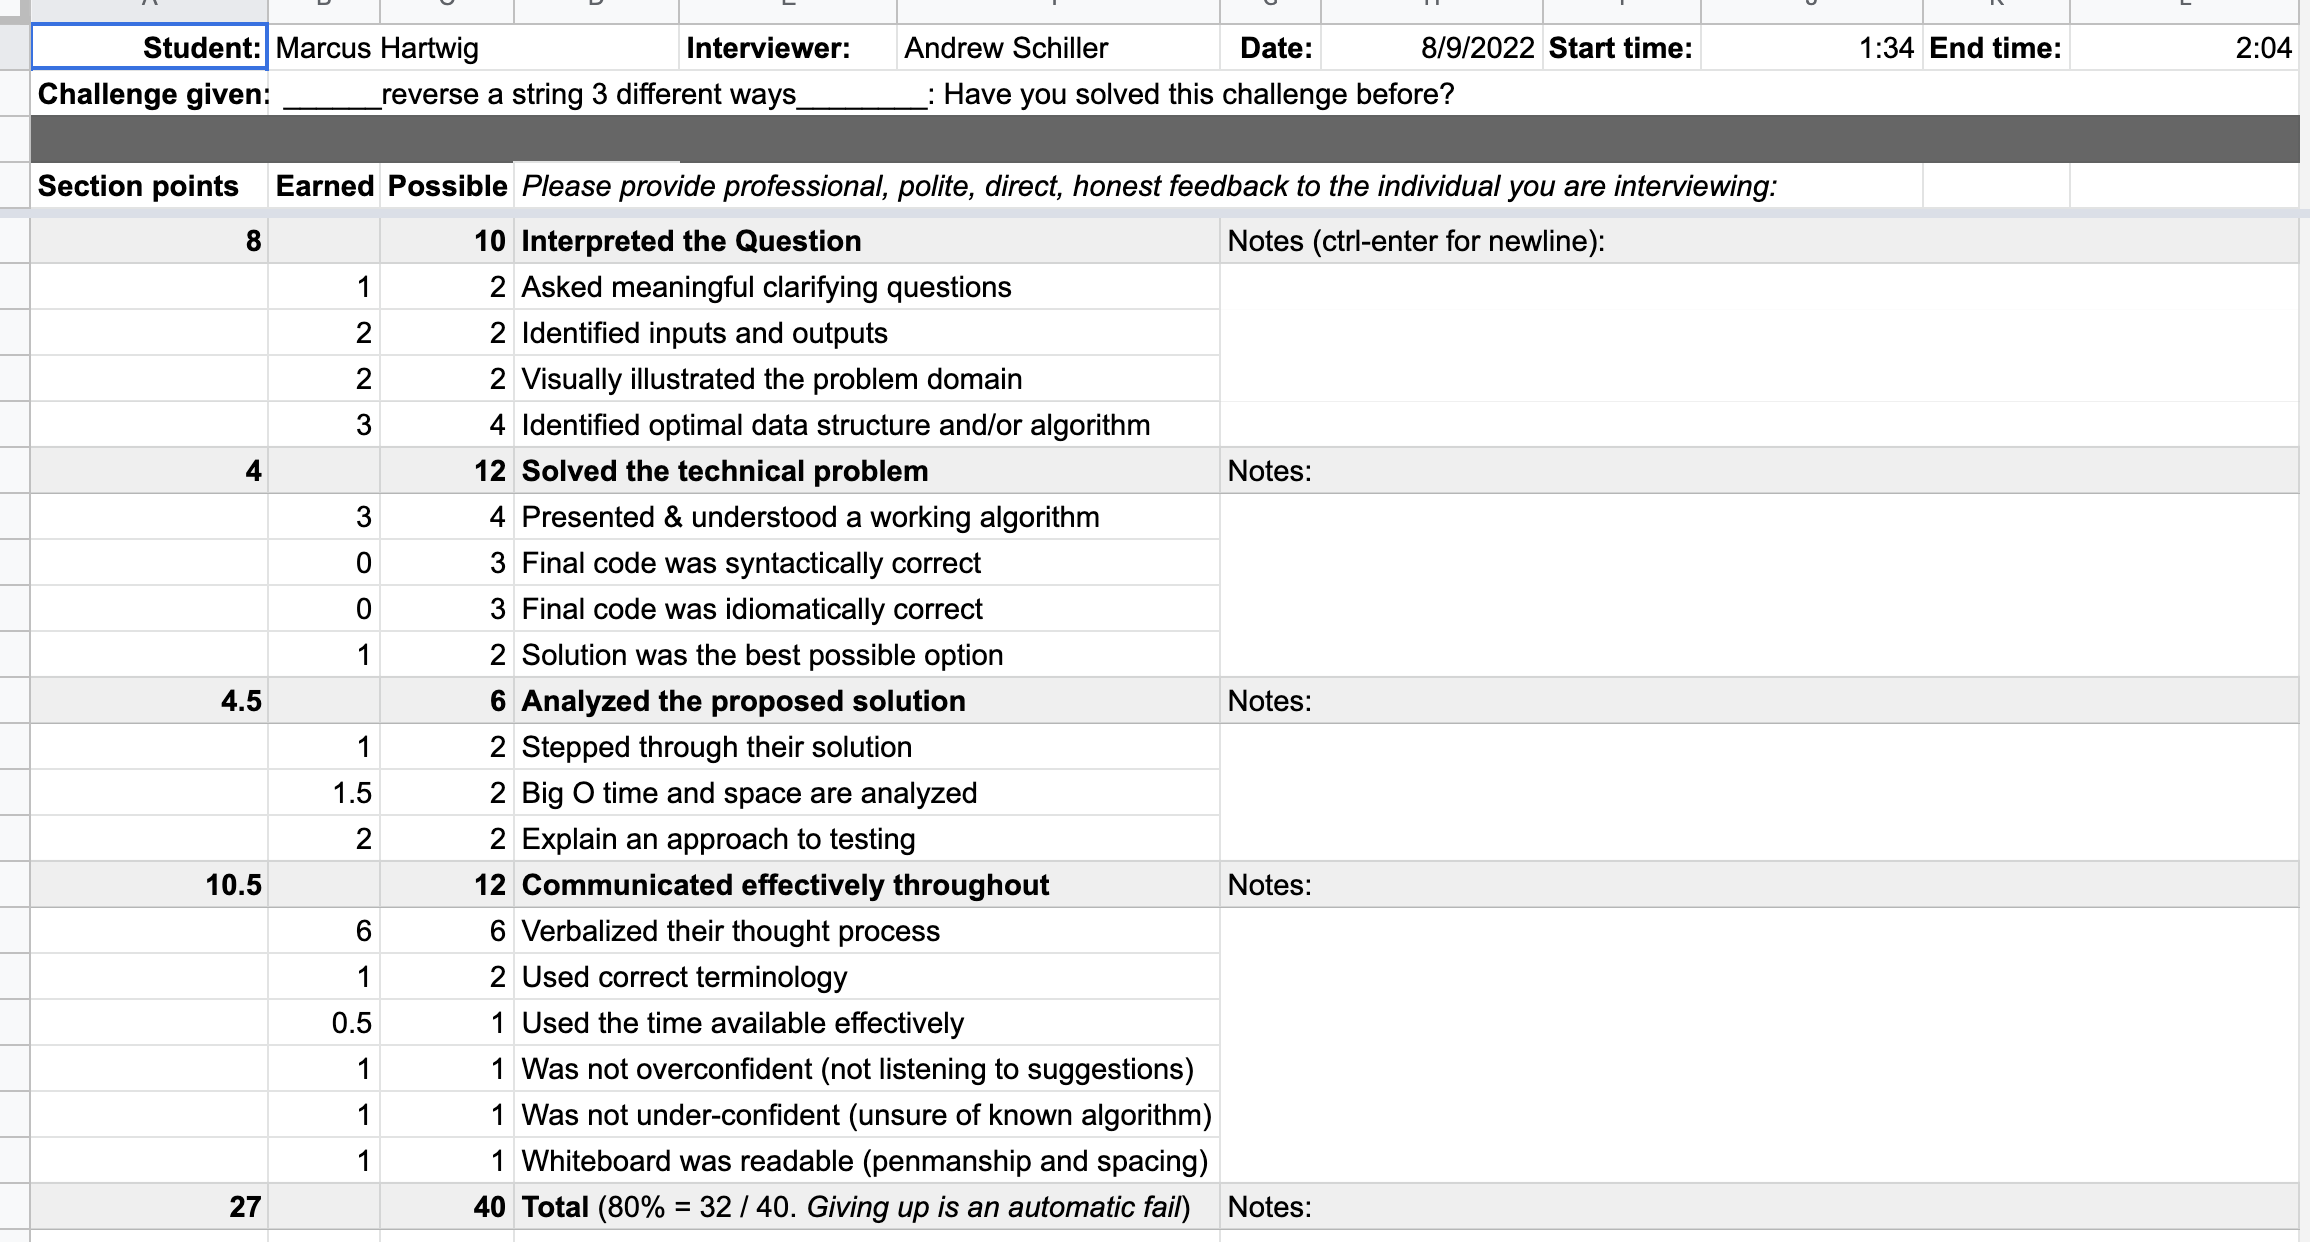 Student: Marcus Hartwig Interviewer: Andrew Schiller Date: 8/9/2022 Start time: 1:34 End time: 2:04
Challenge given: ______reverse a string 3 different ways________: Have you solved this challenge before?
Section points Earned Possible Please provide professional, polite, direct, honest feedback to the individual you are interviewing:
8 10 Interpreted the Question Notes (ctrl-enter for newline):
1 2 Asked meaningful clarifying questions
2 2 Identified inputs and outputs
2 2 Visually illustrated the problem domain
3 4 Identified optimal data structure and/or algorithm
4 12 Solved the technical problem Notes:
3 4 Presented & understood a working algorithm
0 3 Final code was syntactically correct
0 3 Final code was idiomatically correct
1 2 Solution was the best possible option
4.5 6 Analyzed the proposed solution Notes:
1 2 Stepped through their solution
1.5 2 Big O time and space are analyzed
2 2 Explain an approach to testing
10.5 12 Communicated effectively throughout Notes:
6 6 Verbalized their thought process
1 2 Used correct terminology
0.5 1 Used the time available effectively
1 1 Was not overconfident (not listening to suggestions)
1 1 Was not under-confident (unsure of known algorithm)
1 1 Whiteboard was readable (penmanship and spacing)
27 40 Total (80% = 32 / 40. Giving up is an automatic fail) Notes: